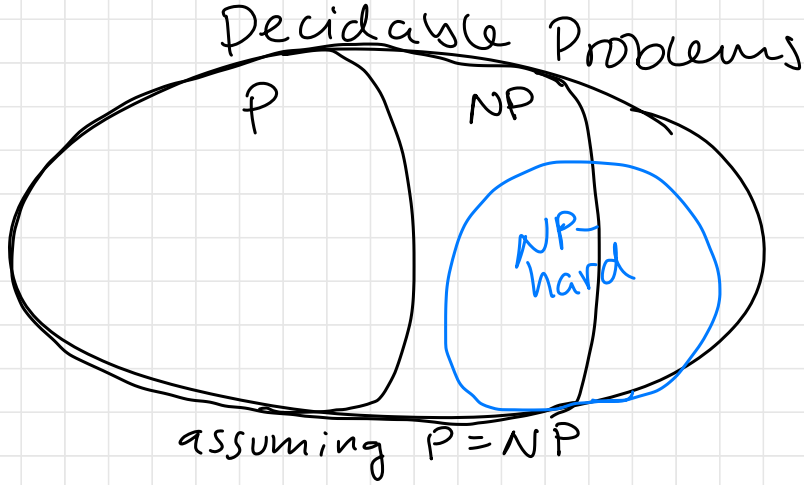 Decidable Problems
P NP
NP-
hard
assuming P=NP